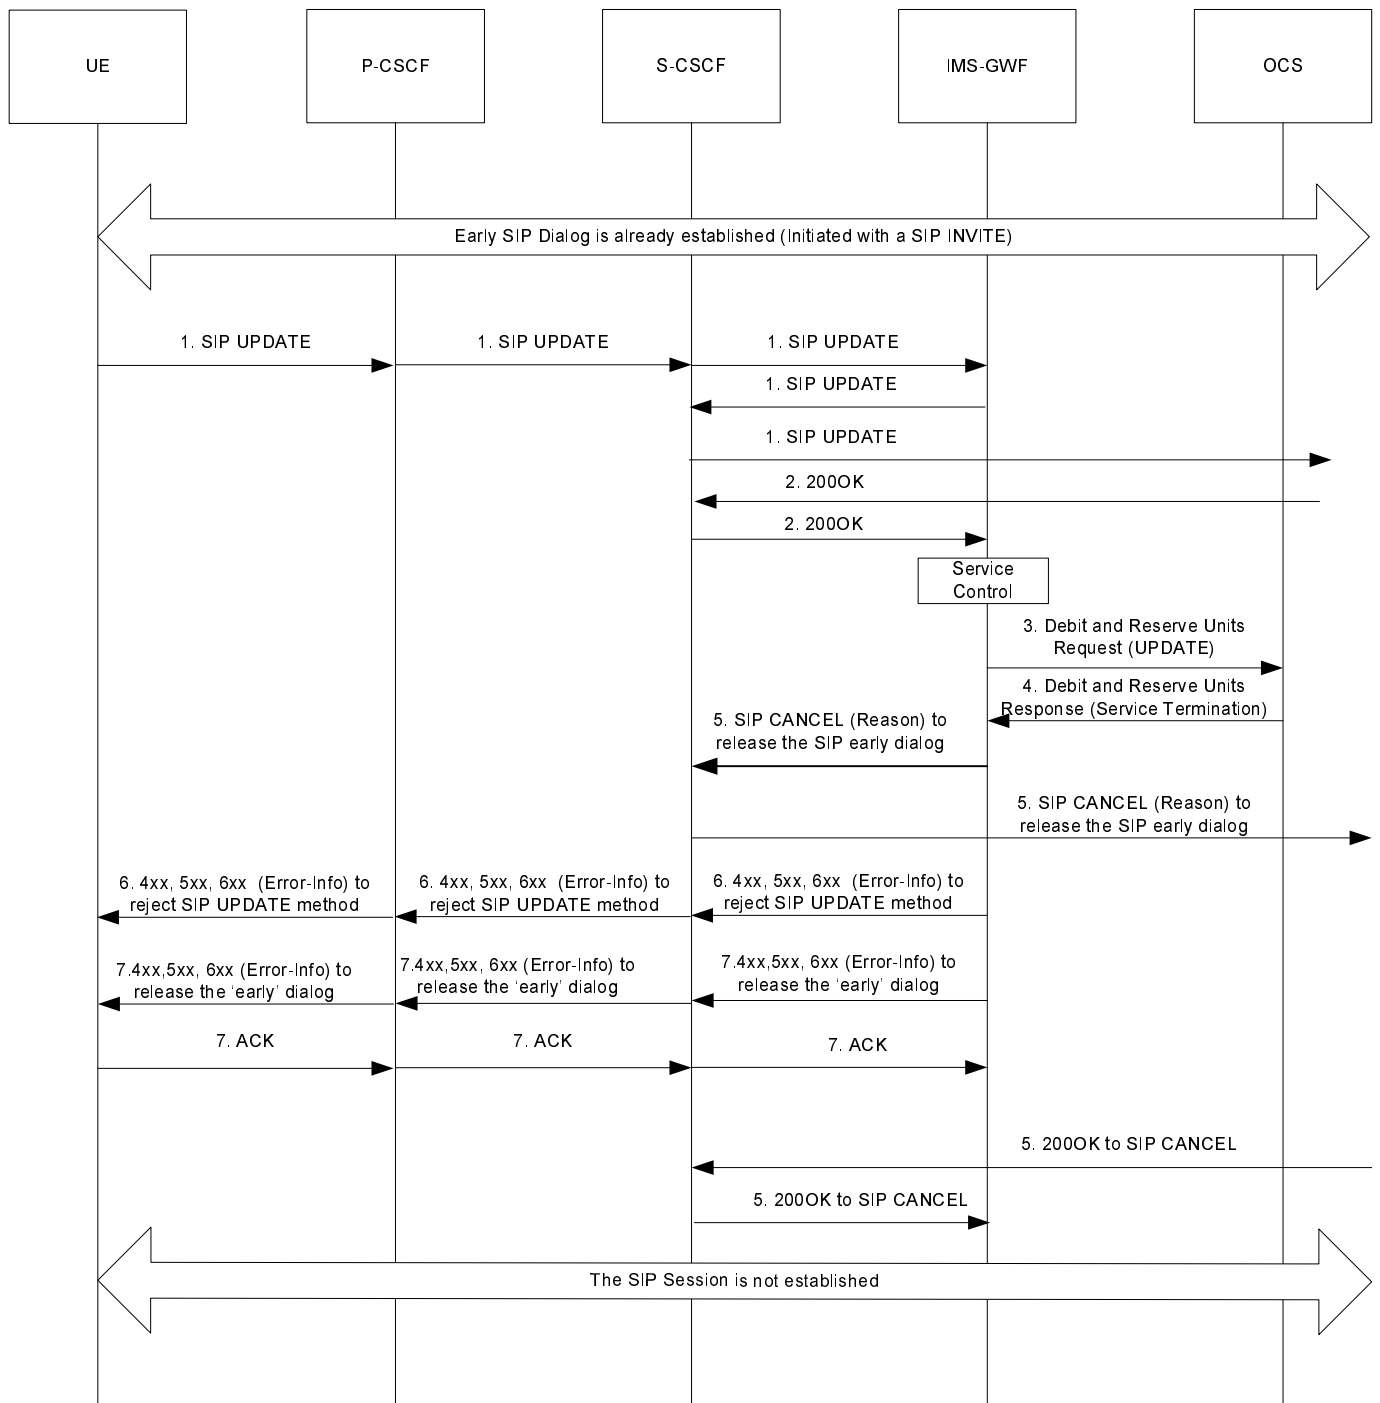 UE
P-CSCF
S-CSCF
IMS-GWF
OCS
Early SIP Dialog is already established (Initiated with a SIP INVITE)
1. SIP UPDATE
1. SIP UPDATE
1. SIP UPDATE
1. SIP UPDATE
1. SIP UPDATE
2. 200OK
2. 200OK
Service
Control
3. Debit and Reserve Units
Request (UPDATE)
4. Debit and Reserve Units
Response (Service Termination)
5. SIP CANCEL (Reason) to
release the SIP early dialog
5. SIP CANCEL (Reason) to
release the SIP early dialog
6. 4xx, 5xx, 6xx  (Error-Info) to
reject SIP UPDATE method
6. 4xx, 5xx, 6xx  (Error-Info) to
reject SIP UPDATE method
6. 4xx, 5xx, 6xx  (Error-Info) to
reject SIP UPDATE method
7.4xx,5xx, 6xx (Error-Info) to
release the ‘early’ dialog
7.4xx,5xx, 6xx (Error-Info) to
release the ‘early’ dialog
7.4xx,5xx, 6xx (Error-Info) to
release the ‘early’ dialog
7. ACK
7. ACK
7. ACK
5. 200OK to SIP CANCEL
5. 200OK to SIP CANCEL
The SIP Session is not established